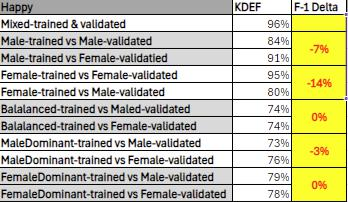 Happy KDEF F-1 Delta
Mixed-trained & validated 96%
Male-trained vs Male-validated 84%
-7%
Male-trained vs Female-validatied 91%
Female-trained vs Female-validated 95%
-14%
Female-trained vs Male-validated 80%
Balalanced-trained vs Maled-validated 74%
0%
Balalanced-trained vs Female-validated 74%
MaleDominant-trained vs Male-validated 73%
-3%
MaleDominant-trained vs Female-validated 76%
FemaleDominant-trained vs Male-validated 79%
0%
FemaleDominant-trained vs Female-validated 78%